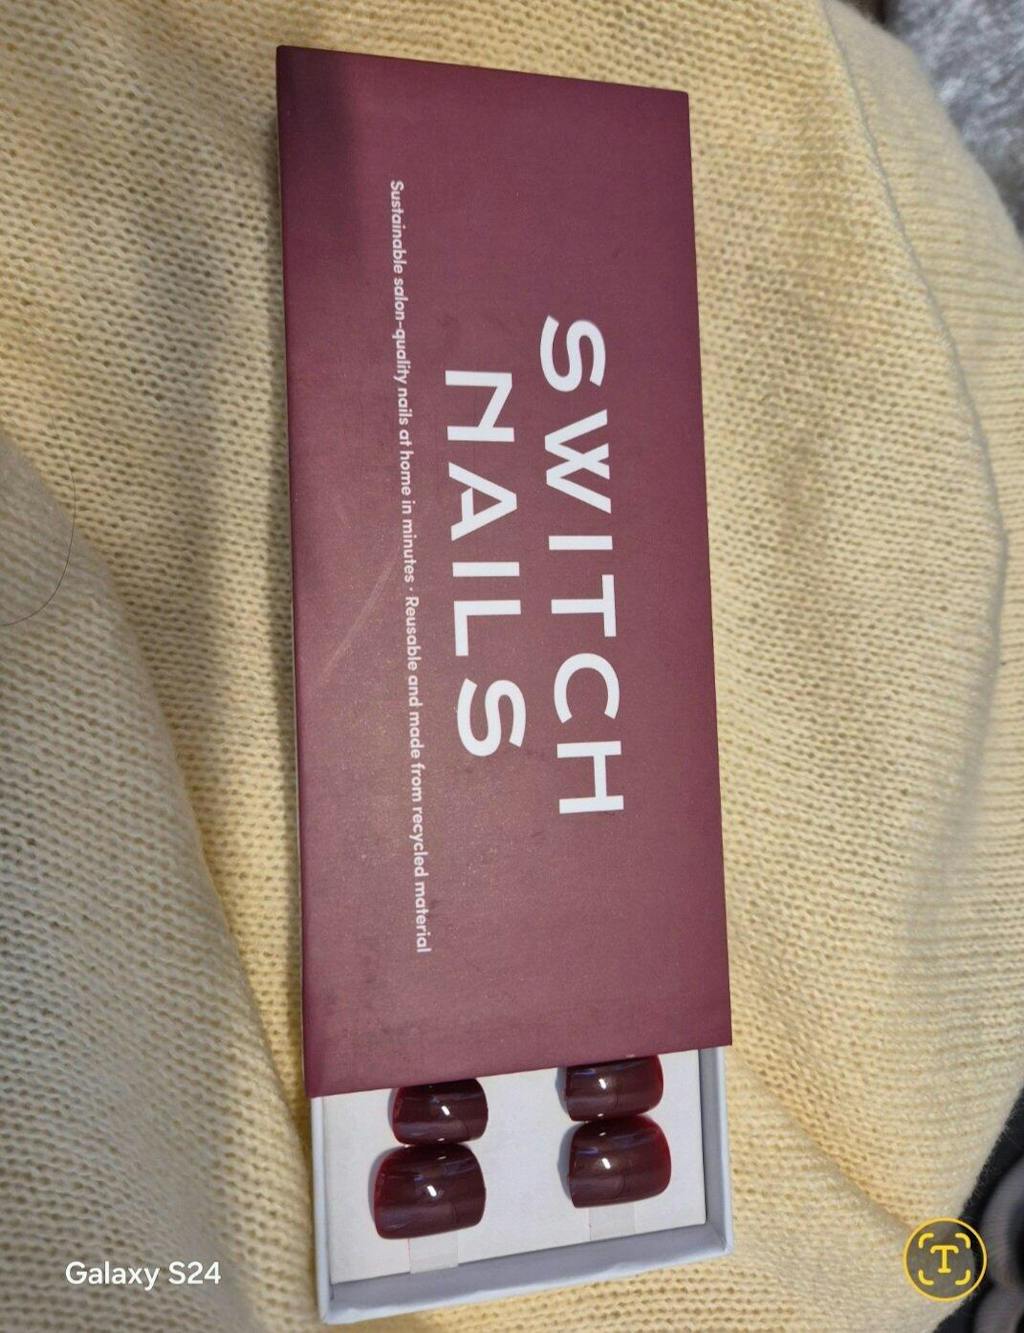 SWITCH
NAILS
Sustainable salon-quality nails at home in minutes · Reusable and made from recycled material
Galaxy S24
T